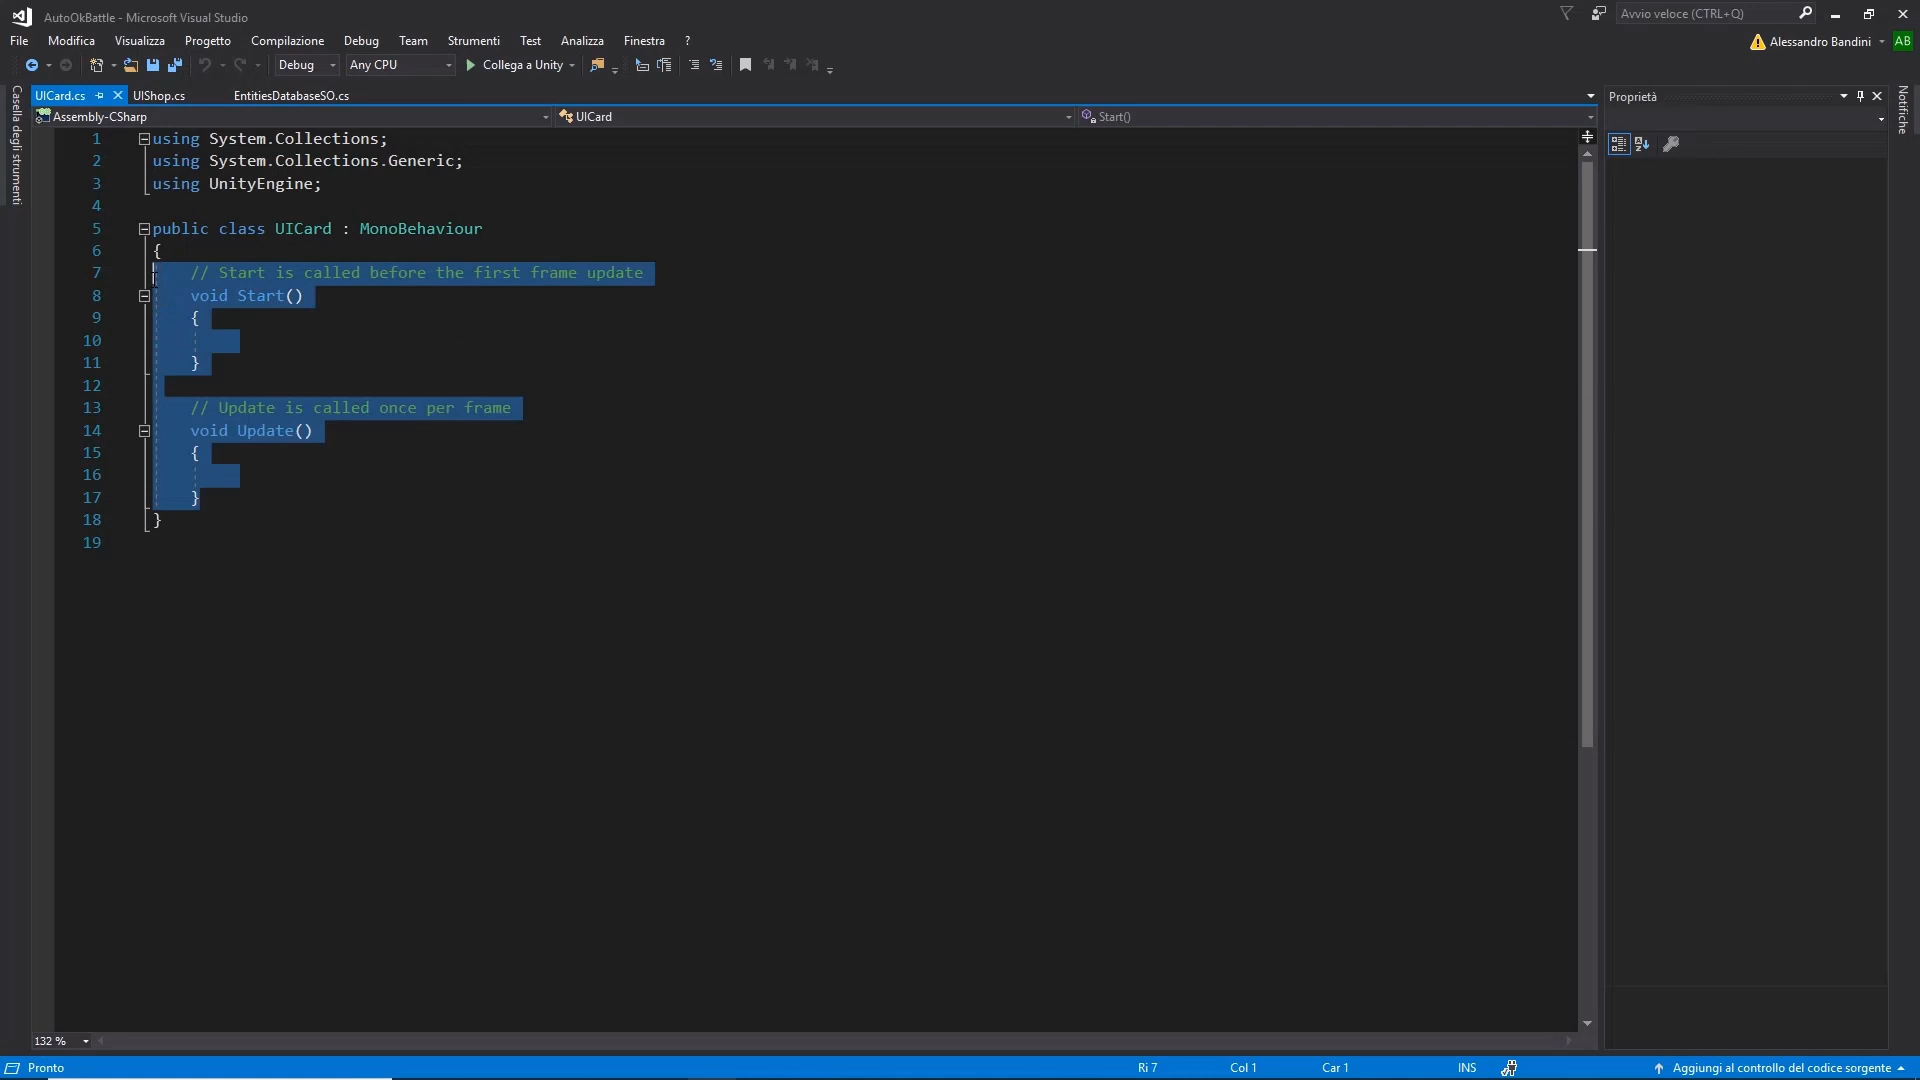 AutoOkBattle - Microsoft Visual Studio
Avvio veloce (CTRL+Q)
File Modifica Visualizza Progetto Compilazione Debug Team Strumenti Test Analizza Finestra ?
Alessandro Bandini AB
Debug Any CPU Collega a Unity
Casella degli strumenti
UICard.cs UIShop.cs EntitiesDatabaseSO.cs
Proprietà
Notifiche
Assembly-CSharp UICard Start()
1 using System.Collections;
2 using System.Collections.Generic;
3 using UnityEngine;
4
5 public class UICard : MonoBehaviour
6 {
7 // Start is called before the first frame update
8 void Start()
9 {
10
11 }
12
13 // Update is called once per frame
14 void Update()
15 {
16
17 }
18 }
19
132 %
Pronto Ri 7 Col 1 Car 1 INS Aggiungi al controllo del codice sorgente